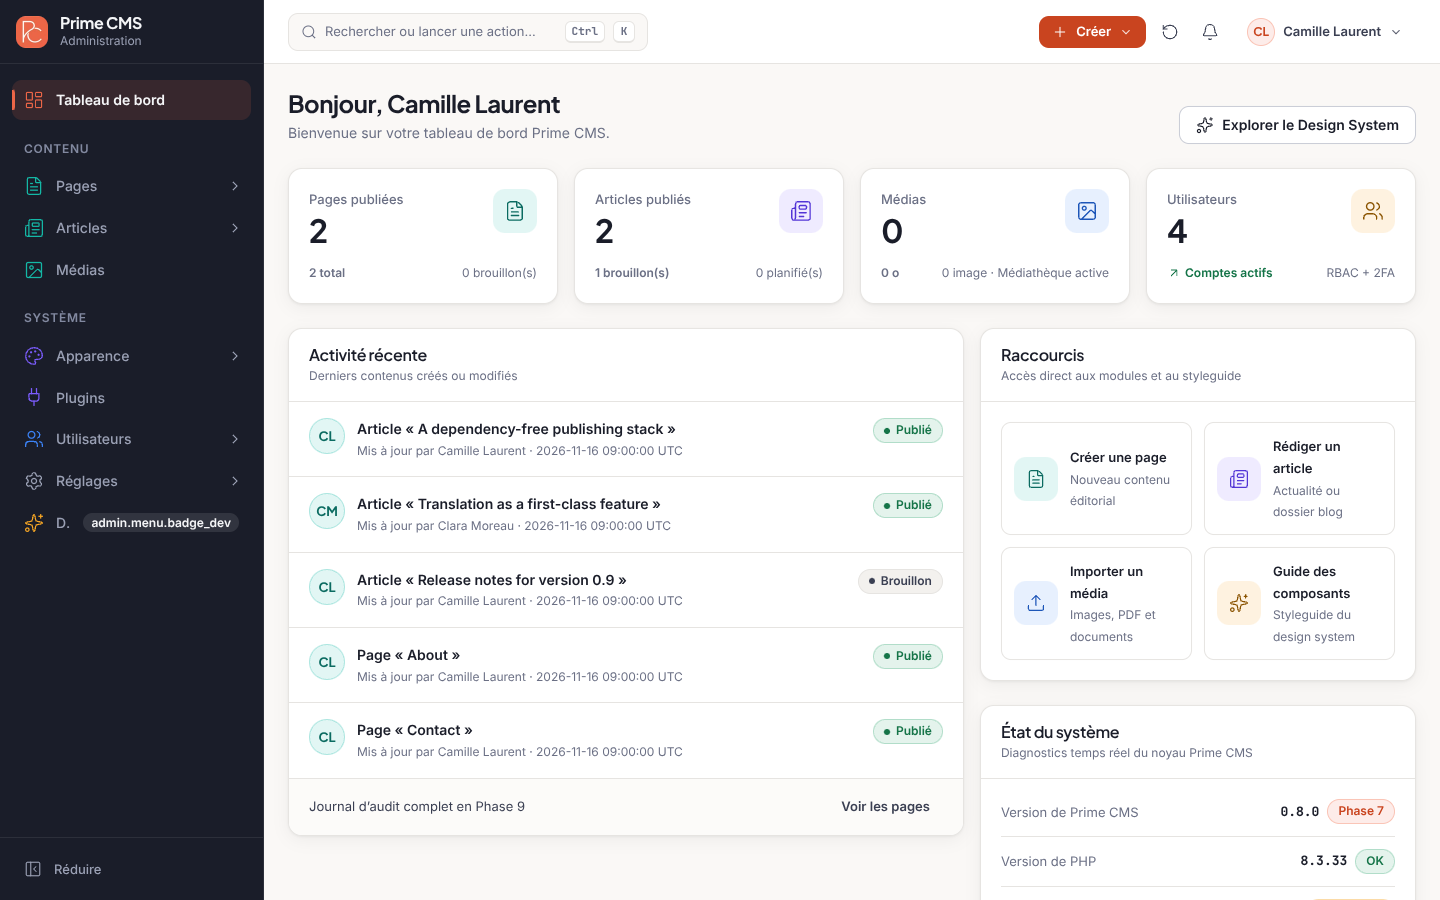 Prime CMS
Administration
Rechercher ou lancer une action...
Ctrl K
Créer
CL Camille Laurent
Tableau de bord
CONTENU
Pages
Articles
Médias
SYSTÈME
Apparence
Plugins
Utilisateurs
Réglages
D. admin.menu.badge_dev
Réduire
Bonjour, Camille Laurent
Bienvenue sur votre tableau de bord Prime CMS.
Explorer le Design System
Pages publiées
2
2 total 0 brouillon(s)
Articles publiés
2
1 brouillon(s) 0 planifié(s)
Médias
0
0 o 0 image · Médiathèque active
Utilisateurs
4
Comptes actifs RBAC + 2FA
Activité récente
Derniers contenus créés ou modifiés
CL Article « A dependency-free publishing stack » Publié
Mis à jour par Camille Laurent · 2026-11-16 09:00:00 UTC
CM Article « Translation as a first-class feature » Publié
Mis à jour par Clara Moreau · 2026-11-16 09:00:00 UTC
CL Article « Release notes for version 0.9 » Brouillon
Mis à jour par Camille Laurent · 2026-11-16 09:00:00 UTC
CL Page « About » Publié
Mis à jour par Camille Laurent · 2026-11-16 09:00:00 UTC
CL Page « Contact » Publié
Mis à jour par Camille Laurent · 2026-11-16 09:00:00 UTC
Journal d’audit complet en Phase 9 Voir les pages
Raccourcis
Accès direct aux modules et au styleguide
Créer une page
Nouveau contenu
éditorial
Rédiger un
article
Actualité ou
dossier blog
Importer un
média
Images, PDF et
documents
Guide des
composants
Styleguide du
design system
État du système
Diagnostics temps réel du noyau Prime CMS
Version de Prime CMS 0.8.0 Phase 7
Version de PHP 8.3.33 OK